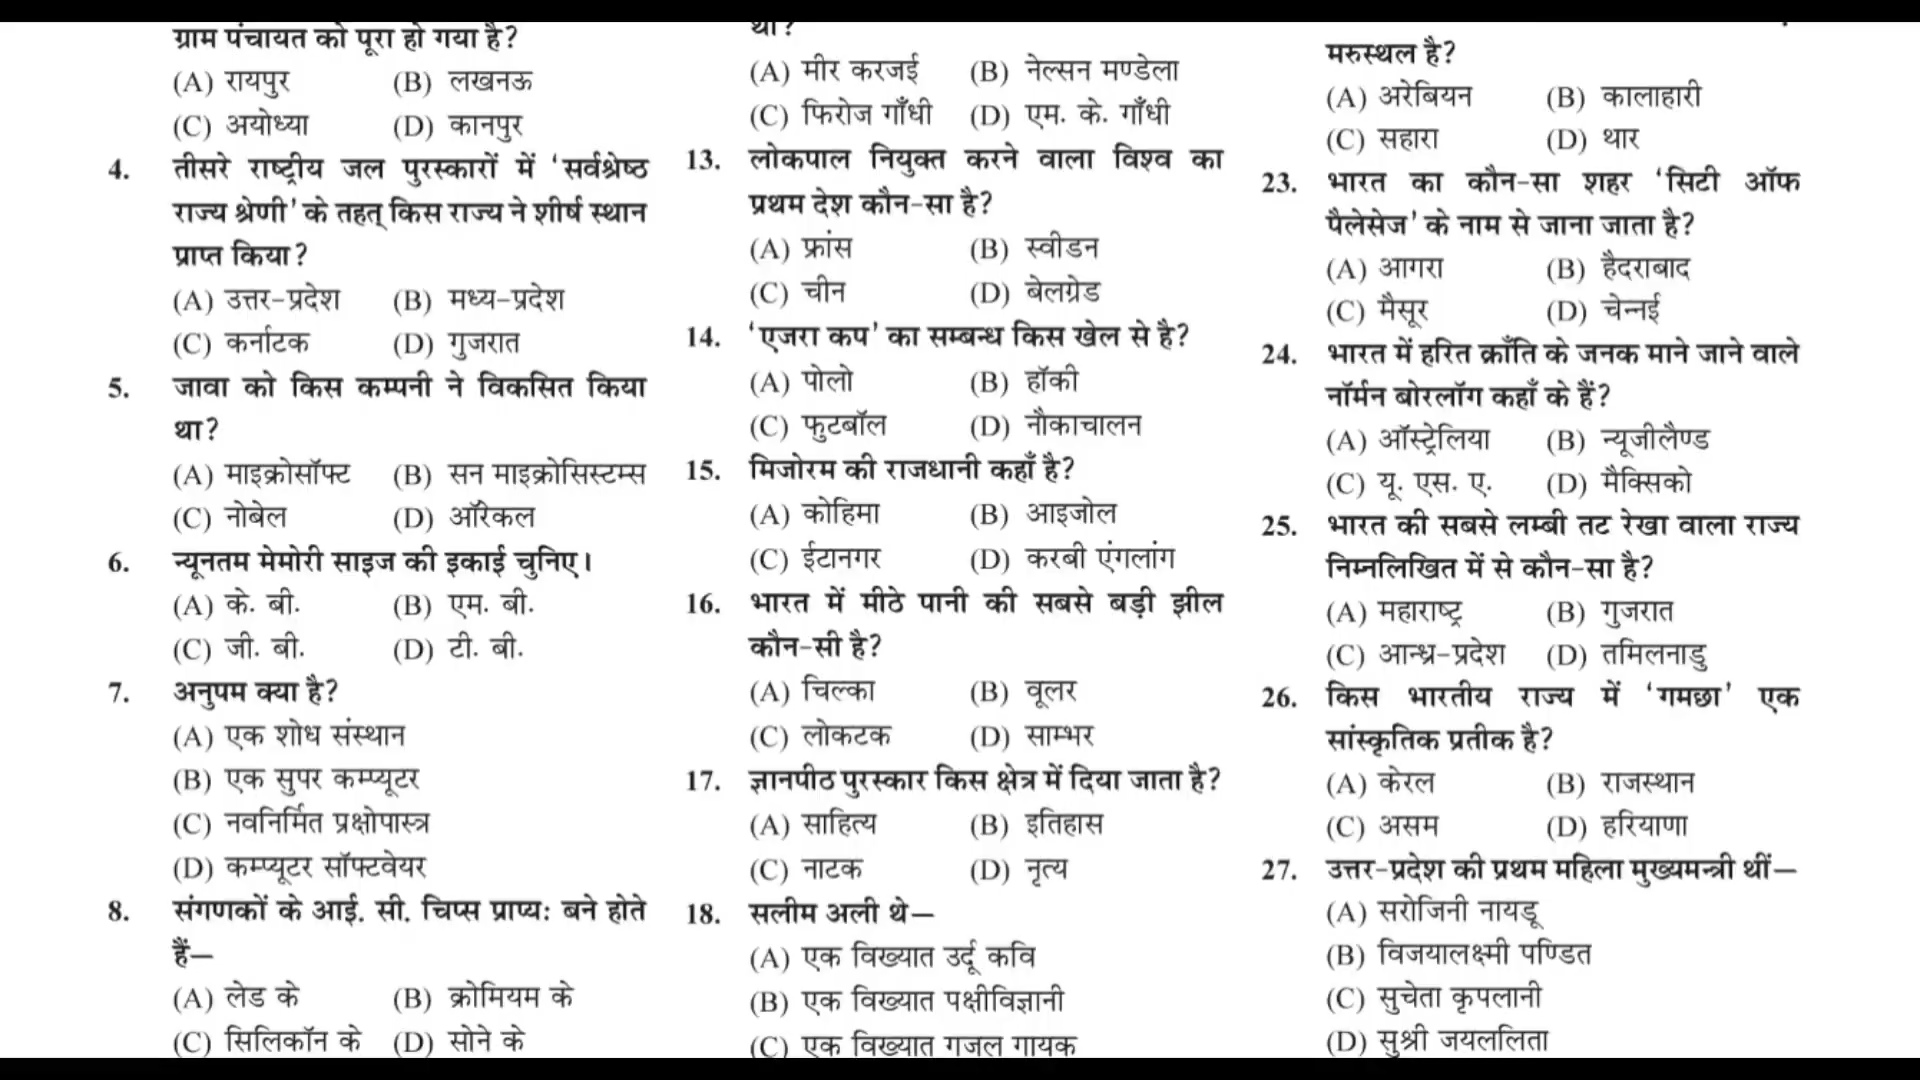 ग्राम पंचायत को पूरा हो गया है?
(A) रायपुर (B) लखनऊ
(C) अयोध्या (D) कानपुर
4. तीसरे राष्ट्रीय जल पुरस्कारों में ‘सर्वश्रेष्ठ
राज्य श्रेणी’ के तहत् किस राज्य ने शीर्ष स्थान
प्राप्त किया?
(A) उत्तर-प्रदेश (B) मध्य-प्रदेश
(C) कर्नाटक (D) गुजरात
5. जावा को किस कम्पनी ने विकसित किया
था?
(A) माइक्रोसॉफ्ट (B) सन माइक्रोसिस्टम्स
(C) नोबेल (D) ऑरेकल
6. न्यूनतम मेमोरी साइज की इकाई चुनिए।
(A) के. बी. (B) एम. बी.
(C) जी. बी. (D) टी. बी.
7. अनुपम क्या है?
(A) एक शोध संस्थान
(B) एक सुपर कम्प्यूटर
(C) नवनिर्मित प्रक्षोपास्त्र
(D) कम्प्यूटर सॉफ्टवेयर
8. संगणकों के आई. सी. चिप्स प्राप्यः बने होते
हैं—
(A) लेड के (B) क्रोमियम के
(C) सिलिकॉन के (D) सोने के
था?
(A) मीर करजई (B) नेल्सन मण्डेला
(C) फिरोज गाँधी (D) एम. के. गाँधी
13. लोकपाल नियुक्त करने वाला विश्व का
प्रथम देश कौन-सा है?
(A) फ्रांस (B) स्वीडन
(C) चीन (D) बेलग्रेड
14. ‘एजरा कप’ का सम्बन्ध किस खेल से है?
(A) पोलो (B) हॉकी
(C) फुटबॉल (D) नौकाचालन
15. मिजोरम की राजधानी कहाँ है?
(A) कोहिमा (B) आइजोल
(C) ईटानगर (D) करबी एंगलांग
16. भारत में मीठे पानी की सबसे बड़ी झील
कौन-सी है?
(A) चिल्का (B) वूलर
(C) लोकटक (D) साम्भर
17. ज्ञानपीठ पुरस्कार किस क्षेत्र में दिया जाता है?
(A) साहित्य (B) इतिहास
(C) नाटक (D) नृत्य
18. सलीम अली थे—
(A) एक विख्यात उर्दू कवि
(B) एक विख्यात पक्षीविज्ञानी
(C) एक विख्यात गजल गायक
मरुस्थल है?
(A) अरेबियन (B) कालाहारी
(C) सहारा (D) थार
23. भारत का कौन-सा शहर ‘सिटी ऑफ
पैलेसेज’ के नाम से जाना जाता है?
(A) आगरा (B) हैदराबाद
(C) मैसूर (D) चेन्नई
24. भारत में हरित क्राँति के जनक माने जाने वाले
नॉर्मन बोरलॉग कहाँ के हैं?
(A) ऑस्ट्रेलिया (B) न्यूजीलैण्ड
(C) यू. एस. ए. (D) मैक्सिको
25. भारत की सबसे लम्बी तट रेखा वाला राज्य
निम्नलिखित में से कौन-सा है?
(A) महाराष्ट्र (B) गुजरात
(C) आन्ध्र-प्रदेश (D) तमिलनाडु
26. किस भारतीय राज्य में ‘गमछा’ एक
सांस्कृतिक प्रतीक है?
(A) केरल (B) राजस्थान
(C) असम (D) हरियाणा
27. उत्तर-प्रदेश की प्रथम महिला मुख्यमन्त्री थीं—
(A) सरोजिनी नायडू
(B) विजयालक्ष्मी पण्डित
(C) सुचेता कृपलानी
(D) सुश्री जयललिता